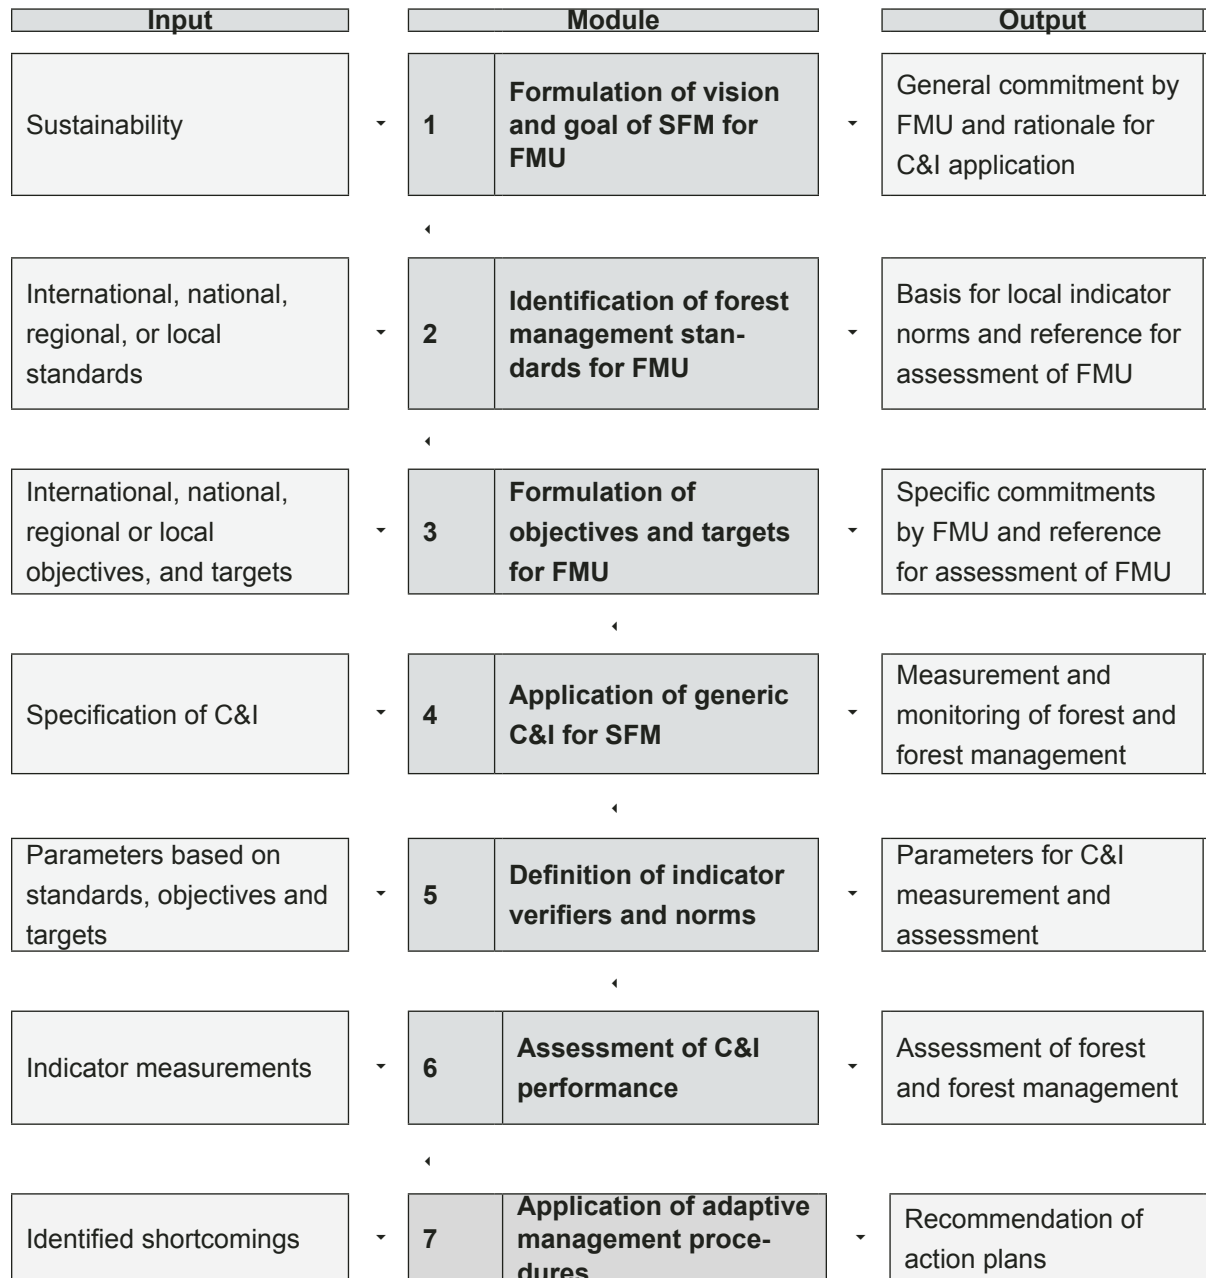 Input
Module
Output
Sustainability
1
Formulation of vision
and goal of SFM for
FMU
General commitment by
FMU and rationale for
C&I application
International, national,
regional, or local
standards
2
Identification of forest
management stan-
dards for FMU
Basis for local indicator
norms and reference for
assessment of FMU
International, national,
regional or local
objectives, and targets
3
Formulation of
objectives and targets
for FMU
Specific commitments
by FMU and reference
for assessment of FMU
Specification of C&I
4
Application of generic
C&I for SFM
Measurement and
monitoring of forest and
forest management
Parameters based on
standards, objectives and
targets
5
Definition of indicator
verifiers and norms
Parameters for C&I
measurement and
assessment
Indicator measurements
6
Assessment of C&I
performance
Assessment of forest
and forest management
Identified shortcomings
7
Application of adaptive
management proce-
dures
Recommendation of
action plans